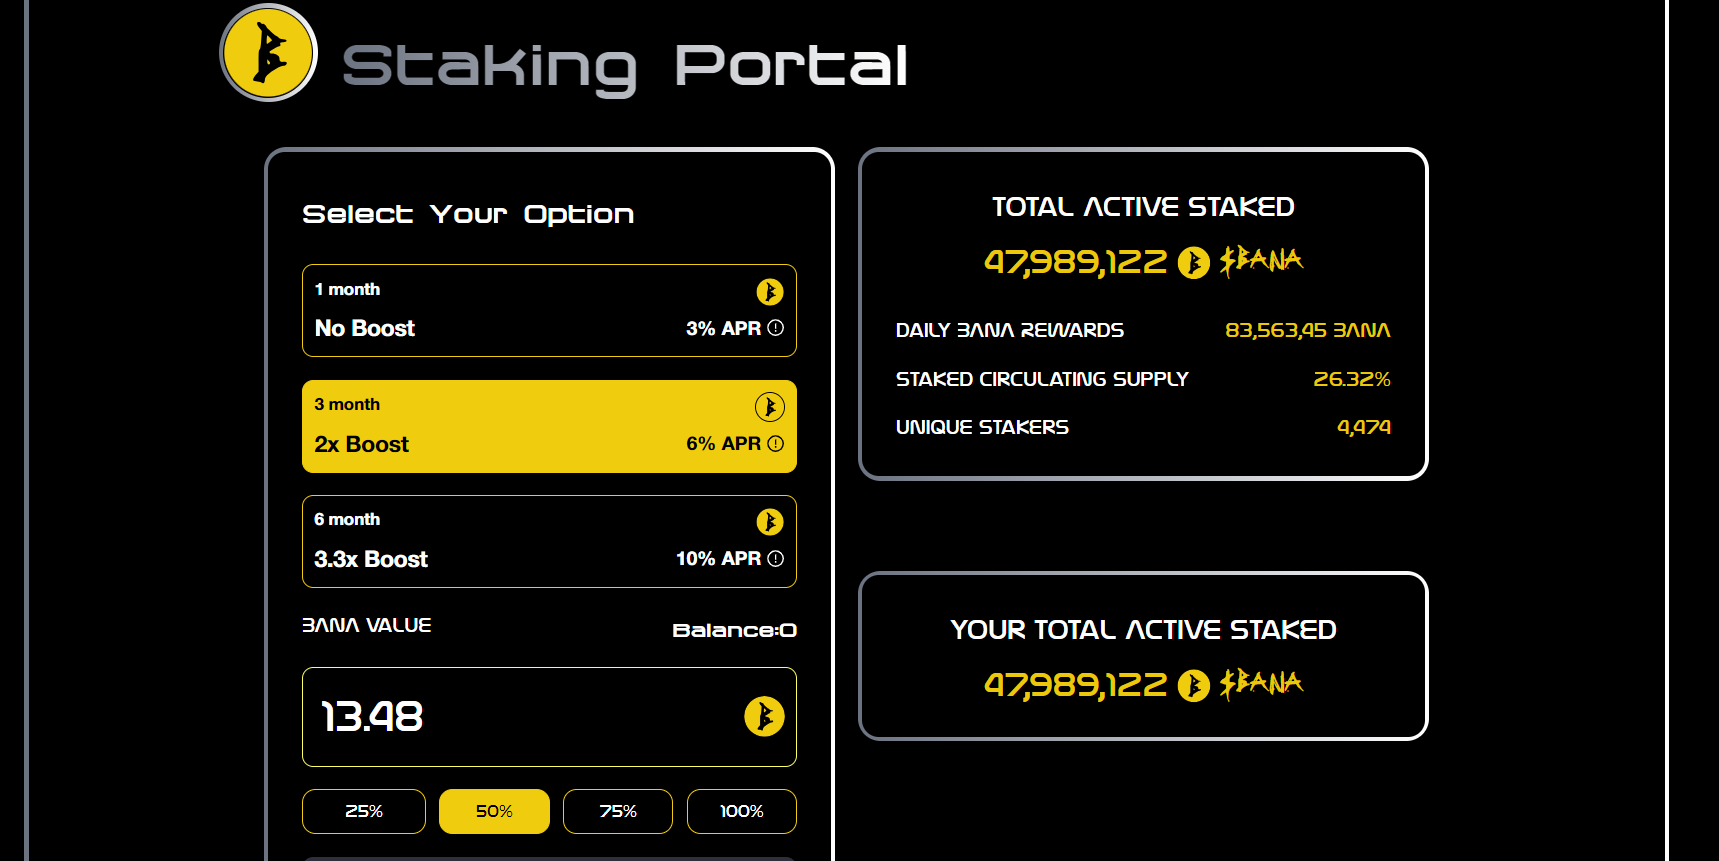 Staking Portal
Select Your Option
1 month
No Boost
3% APR
3 month
2x Boost
6% APR
6 month
3.3x Boost
10% APR
BANA VALUE
Balance:0
13.48
25%
50%
75%
100%
TOTAL ACTIVE STAKED
47,989,122 $BANA
DAILY BANA REWARDS
83,563,45 BANA
STAKED CIRCULATING SUPPLY
26.32%
UNIQUE STAKERS
4,474
YOUR TOTAL ACTIVE STAKED
47,989,122 $BANA